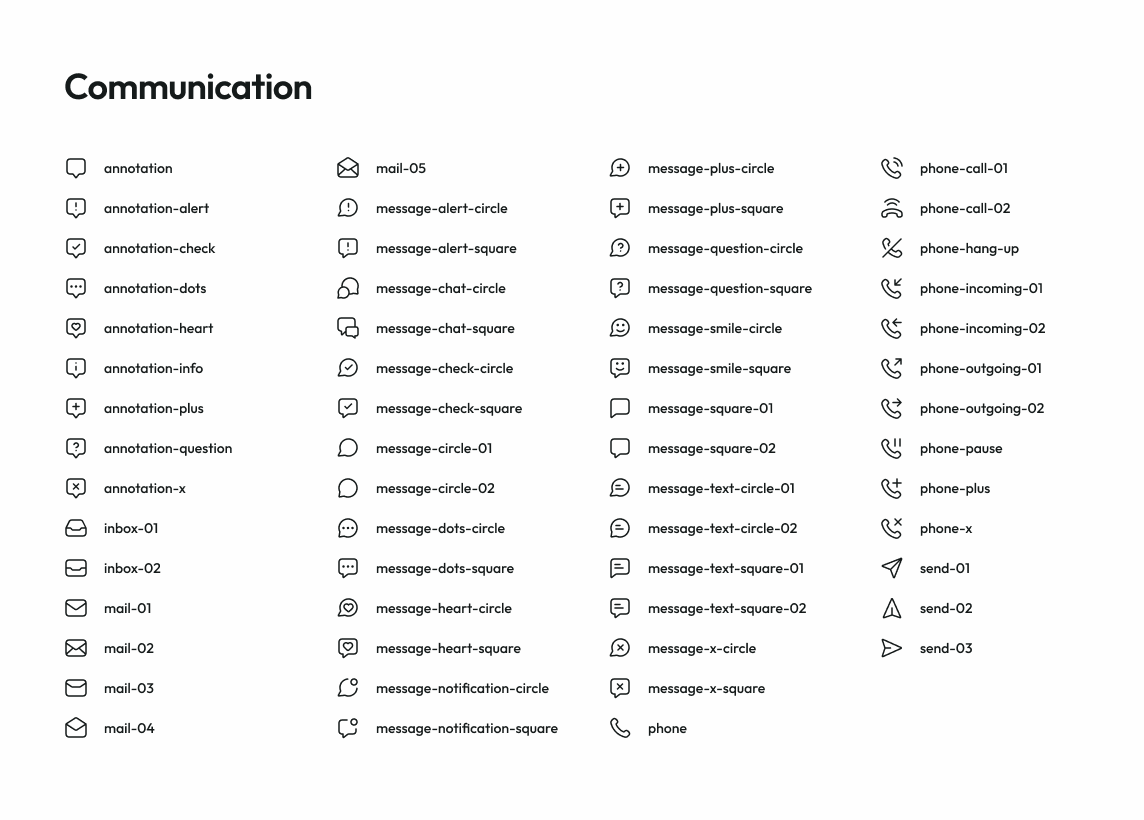 Communication
annotation
annotation-alert
annotation-check
annotation-dots
annotation-heart
annotation-info
annotation-plus
annotation-question
annotation-x
inbox-01
inbox-02
mail-01
mail-02
mail-03
mail-04
mail-05
message-alert-circle
message-alert-square
message-chat-circle
message-chat-square
message-check-circle
message-check-square
message-circle-01
message-circle-02
message-dots-circle
message-dots-square
message-heart-circle
message-heart-square
message-notification-circle
message-notification-square
message-plus-circle
message-plus-square
message-question-circle
message-question-square
message-smile-circle
message-smile-square
message-square-01
message-square-02
message-text-circle-01
message-text-circle-02
message-text-square-01
message-text-square-02
message-x-circle
message-x-square
phone
phone-call-01
phone-call-02
phone-hang-up
phone-incoming-01
phone-incoming-02
phone-outgoing-01
phone-outgoing-02
phone-pause
phone-plus
phone-x
send-01
send-02
send-03